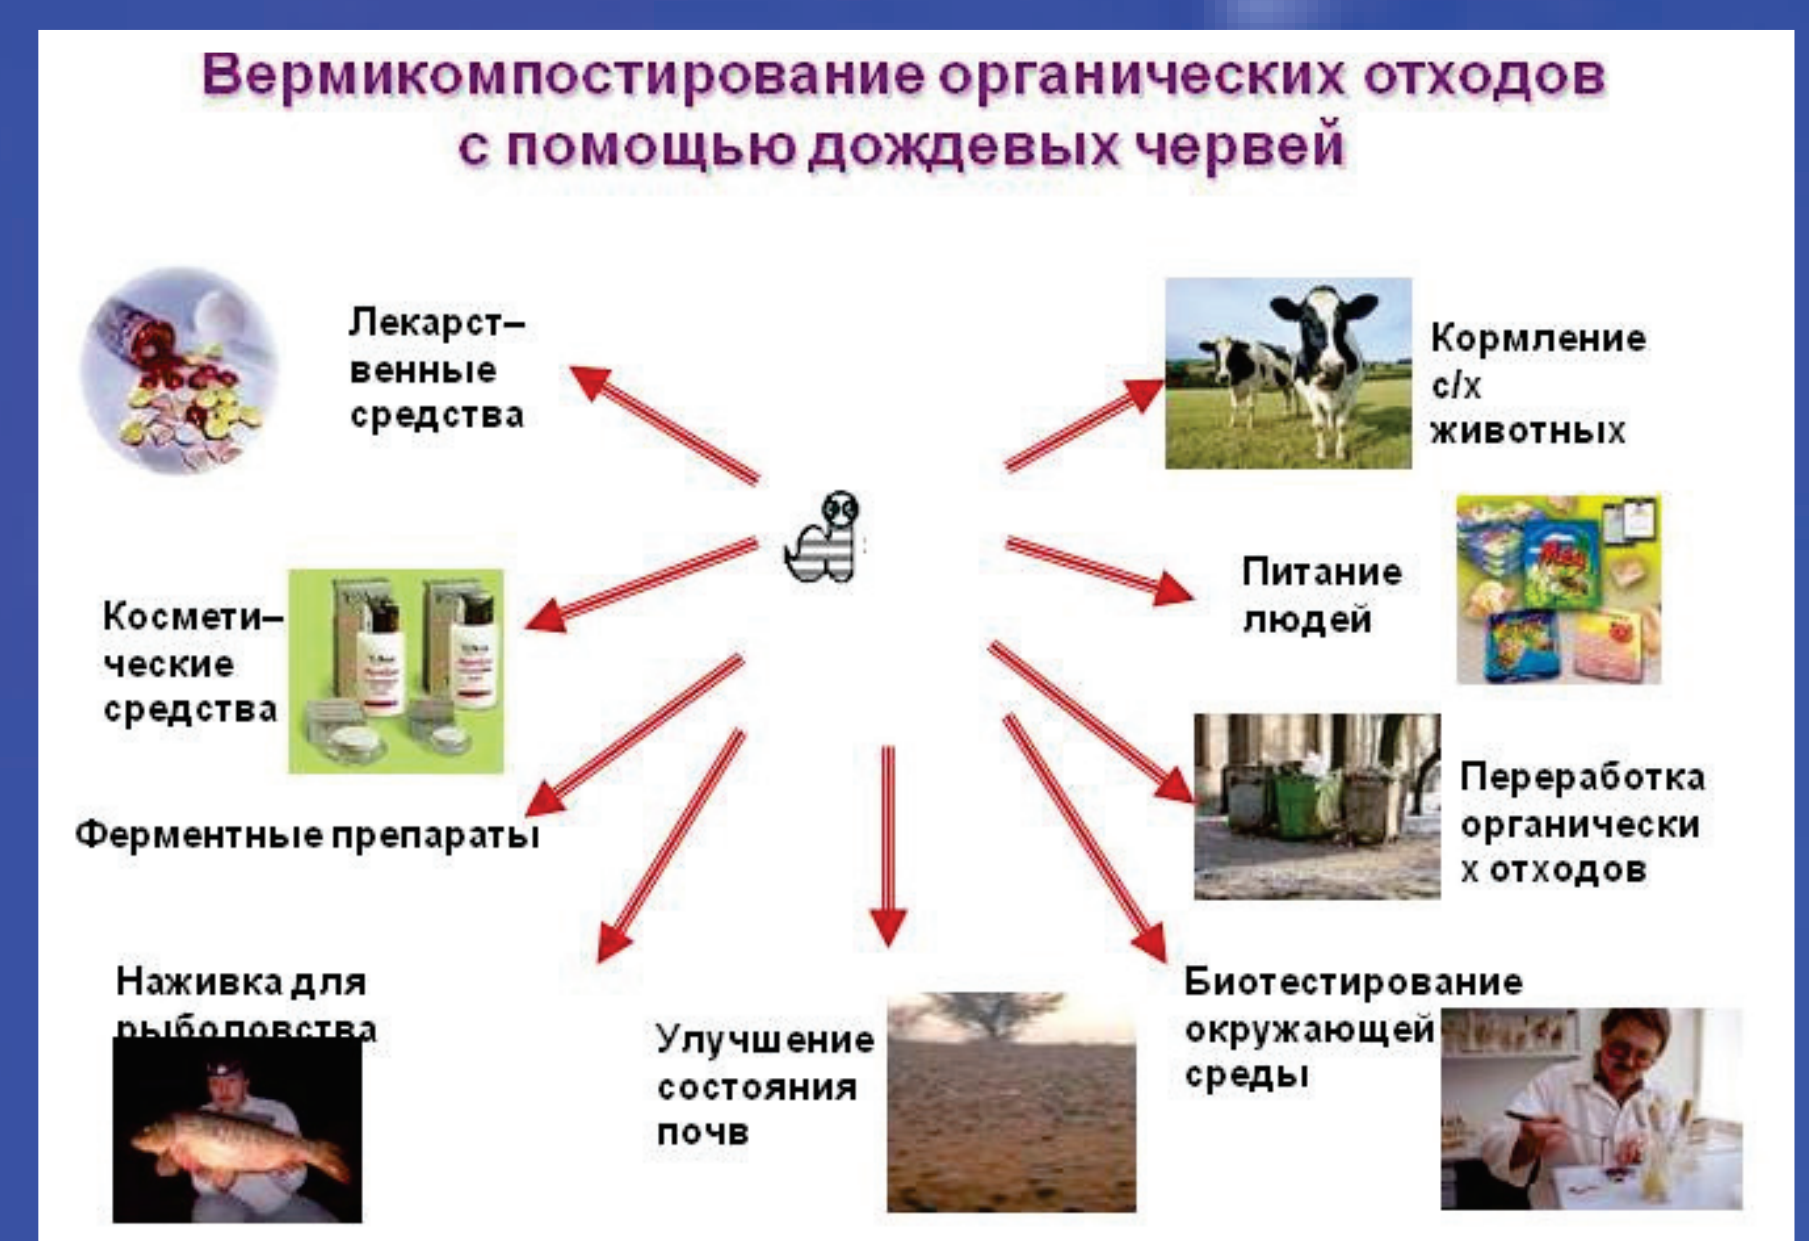 Вермикомпостирование органических отходов
с помощью дождевых червей
Лекарст–
венные
средства
Кормление
с/х
животных
Космети–
ческие
средства
Питание
людей
Ферментные препараты
Переработка
органически
х отходов
Наживка для
рыболовства
Улучшение
состояния
почв
Биотестирование
окружающей
среды